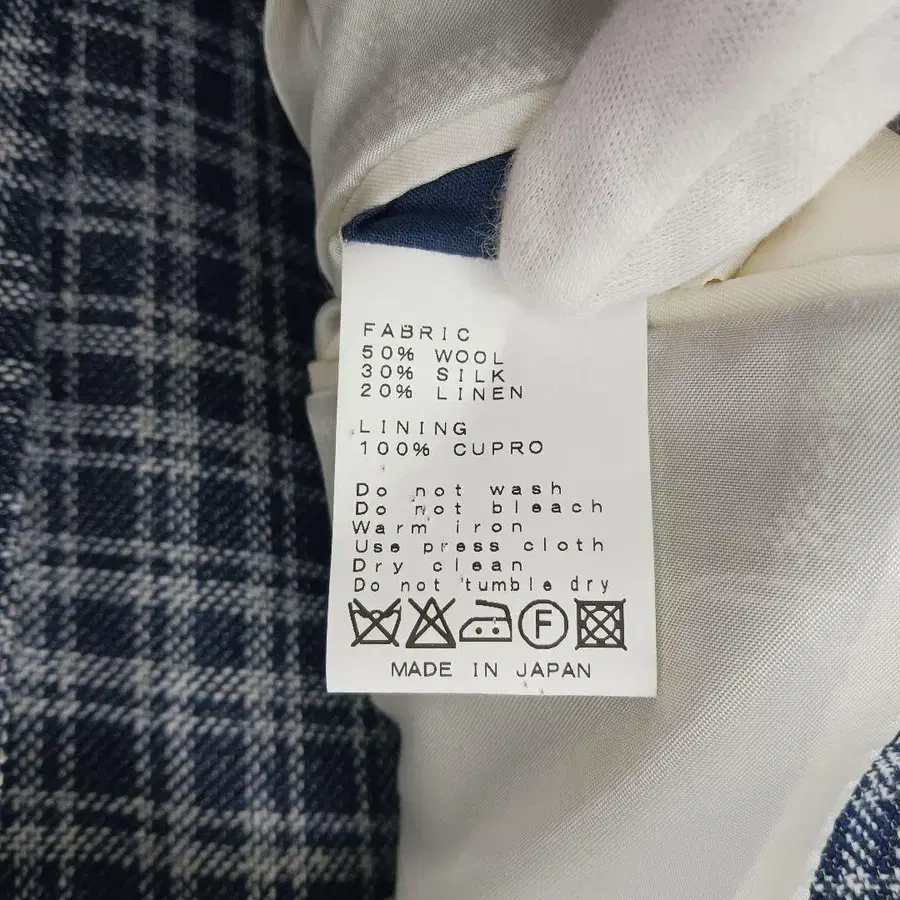 FABRIC
50% WOOL
30% SILK
20% LINEN
LINING
100% CUPRO
Do not wash
Do not bleach
Warm iron
Use press cloth
Dry clean
Do not tumble dry
F
MADE IN JAPAN